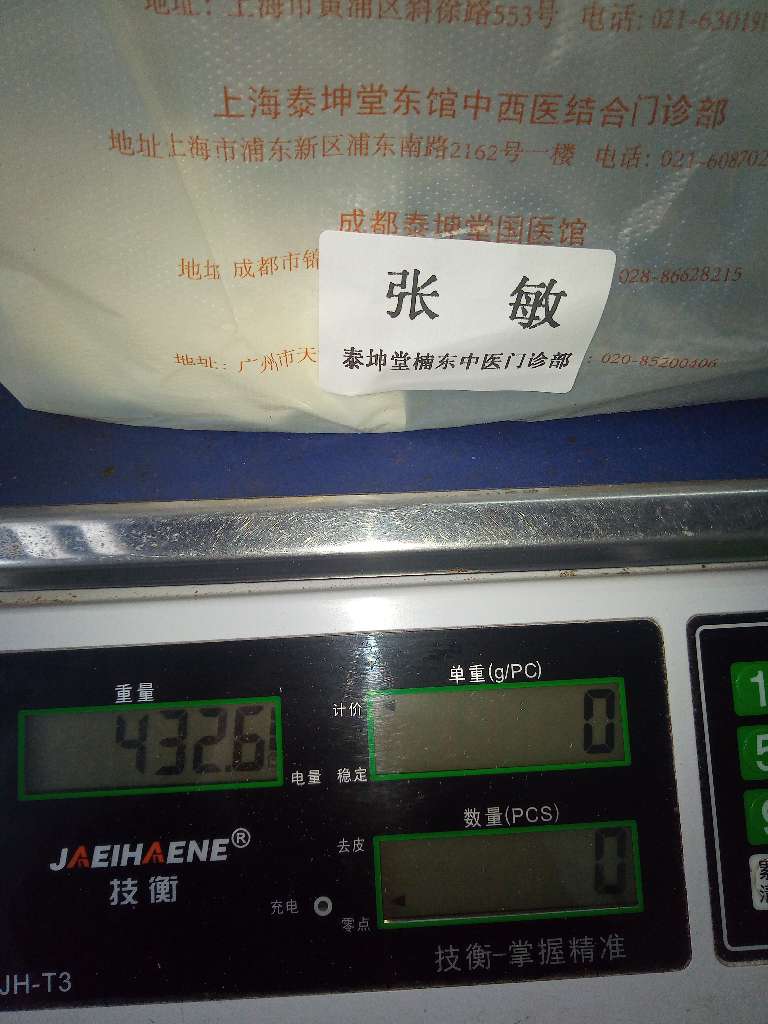 地址: 上海市黄浦区斜徐路553号 电话: 021-630191
上海泰坤堂东馆中西医结合门诊部
地址上海市浦东新区浦东南路2162号一楼 电话: 021-608702
成都泰坤堂国医馆
地址 成都市锦 028-86628215
张 敏
泰坤堂楠东中医门诊部
地址: 广州市天 : 020-85200406
重量
单重(g/PC)
计价
4326
0
电量 稳定
数量(PCS)
去皮
0
JAEIHAENE®
技衡
充电
零点
技衡-掌握精准
JH-T3
1
5
9